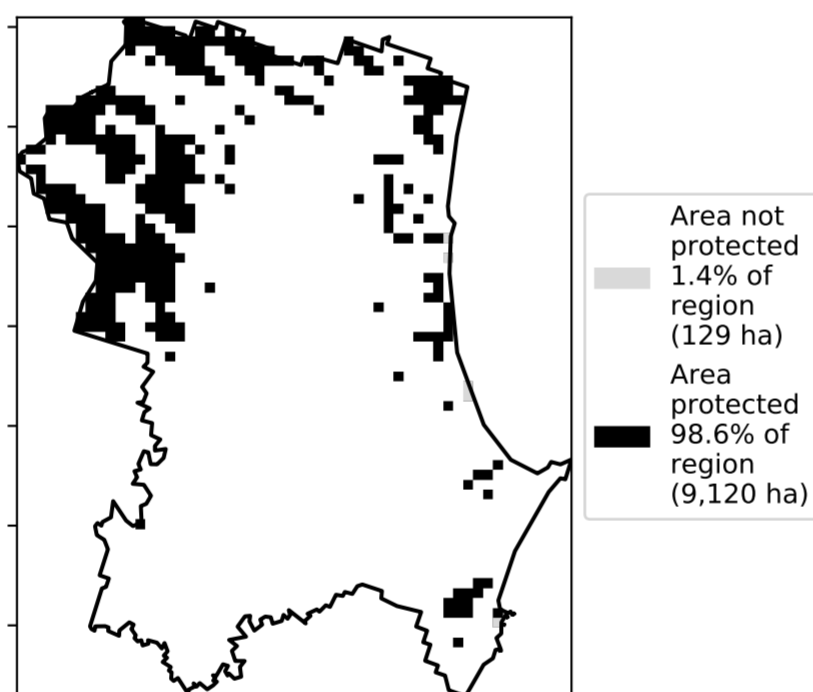 Area not
protected
1.4% of
region
(129 ha)
Area
protected
98.6% of
region
(9,120 ha)